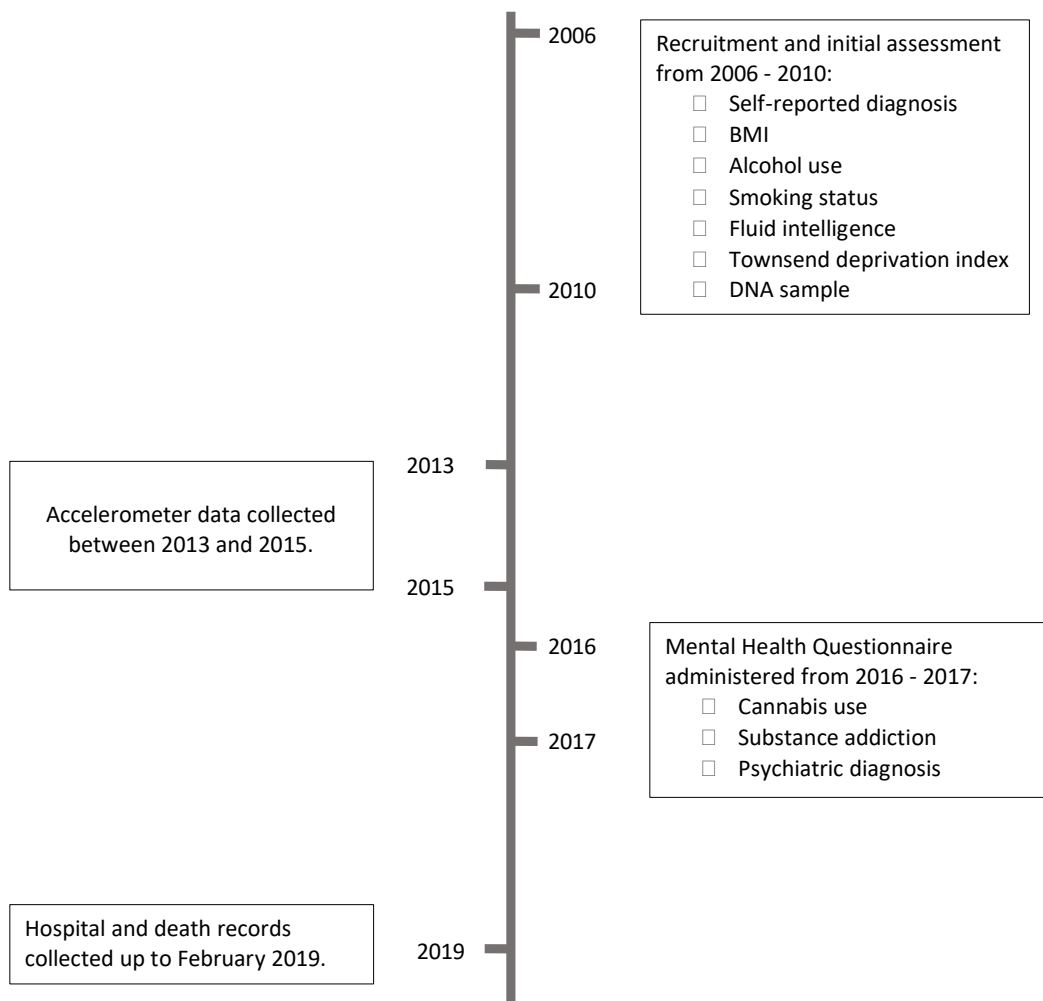 2006
Recruitment and initial assessment
from 2006 - 2010:
Self-reported diagnosis
BMI
Alcohol use
Smoking status
Fluid intelligence
Townsend deprivation index
DNA sample
2010
2013
Accelerometer data collected
between 2013 and 2015.
2015
2016
Mental Health Questionnaire
administered from 2016 - 2017:
Cannabis use
Substance addiction
Psychiatric diagnosis
2017
Hospital and death records
collected up to February 2019.
2019